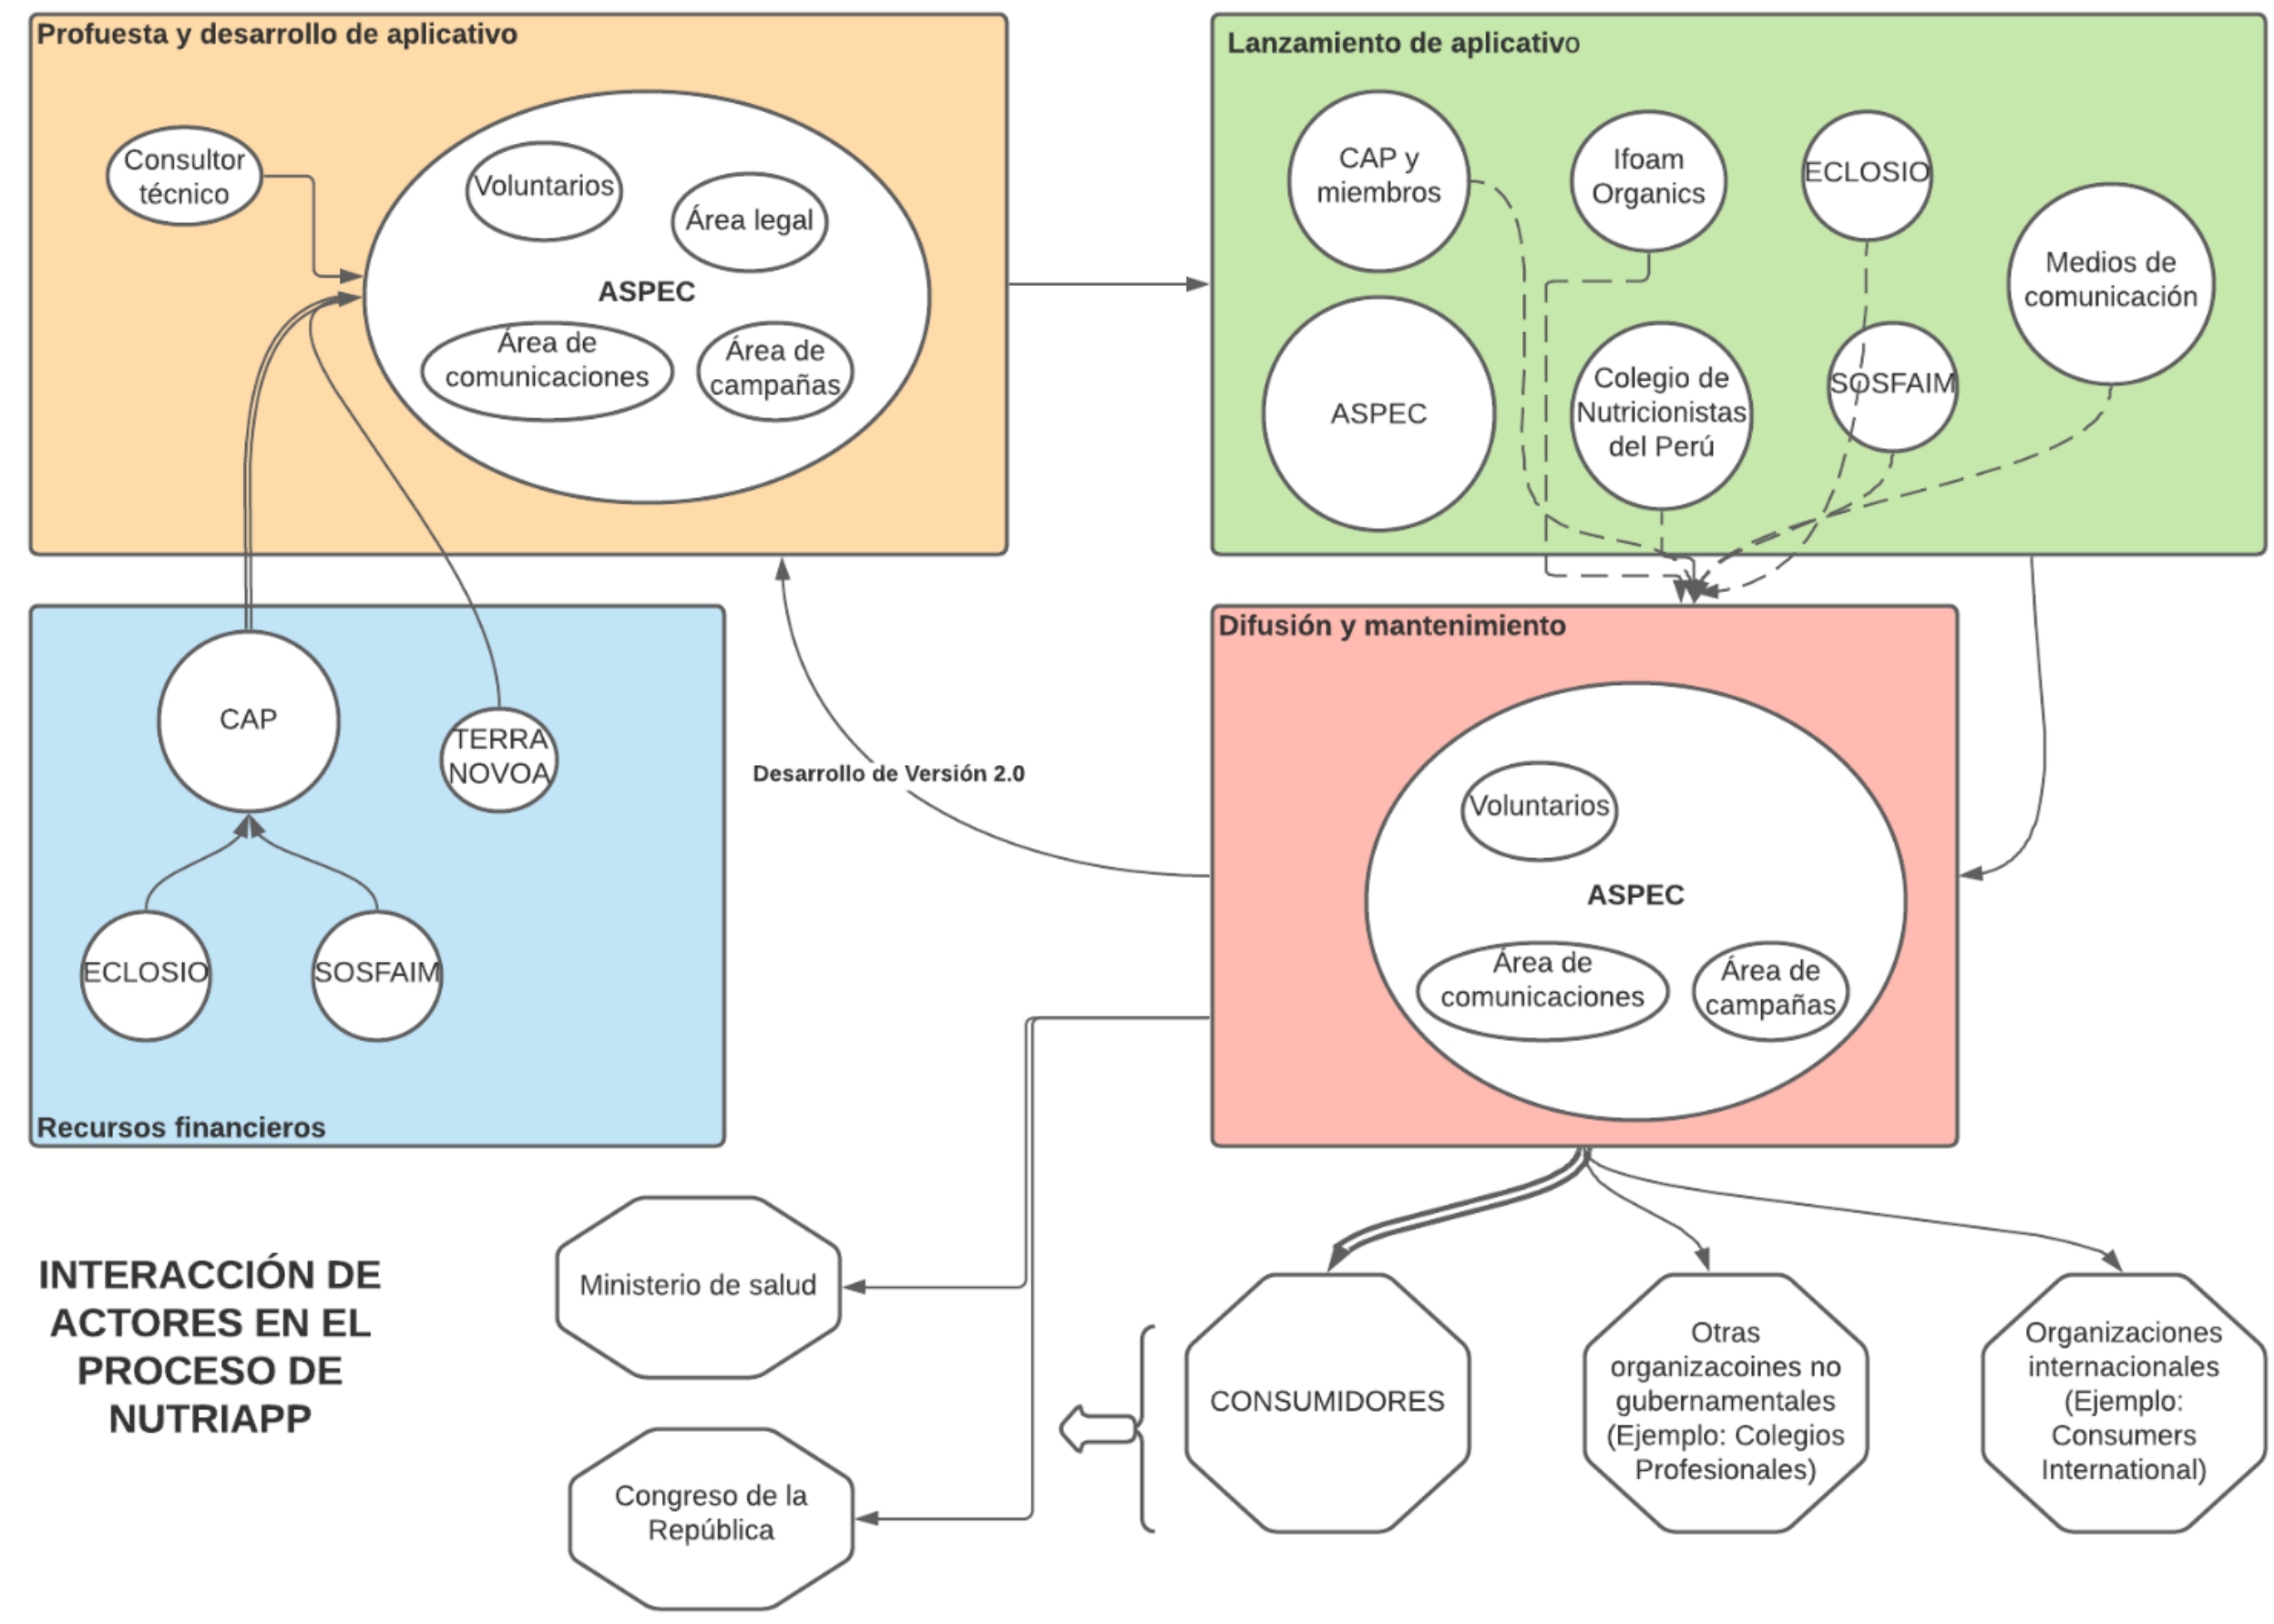 Profuesta y desarrollo de aplicativo
Consultor
técnico
Voluntarios
Área legal
ASPEC
Área de
comunicaciones
Área de
campañas
Lanzamiento de aplicativo
CAP y
miembros
Ifoam
Organics
ECLOSIO
Medios de
comunicación
ASPEC
Colegio de
Nutricionistas
del Perú
SOSFAIM
CAP
TERRA
NOVOA
ECLOSIO
SOSFAIM
Recursos financieros
Desarrollo de Versión 2.0
Difusión y mantenimiento
Voluntarios
ASPEC
Área de
comunicaciones
Área de
campañas
INTERACCIÓN DE
ACTORES EN EL
PROCESO DE
NUTRIAPP
Ministerio de salud
Congreso de la
República
CONSUMIDORES
Otras
organizacoines no
gubernamentales
(Ejemplo: Colegios
Profesionales)
Organizaciones
internacionales
(Ejemplo:
Consumers
International)